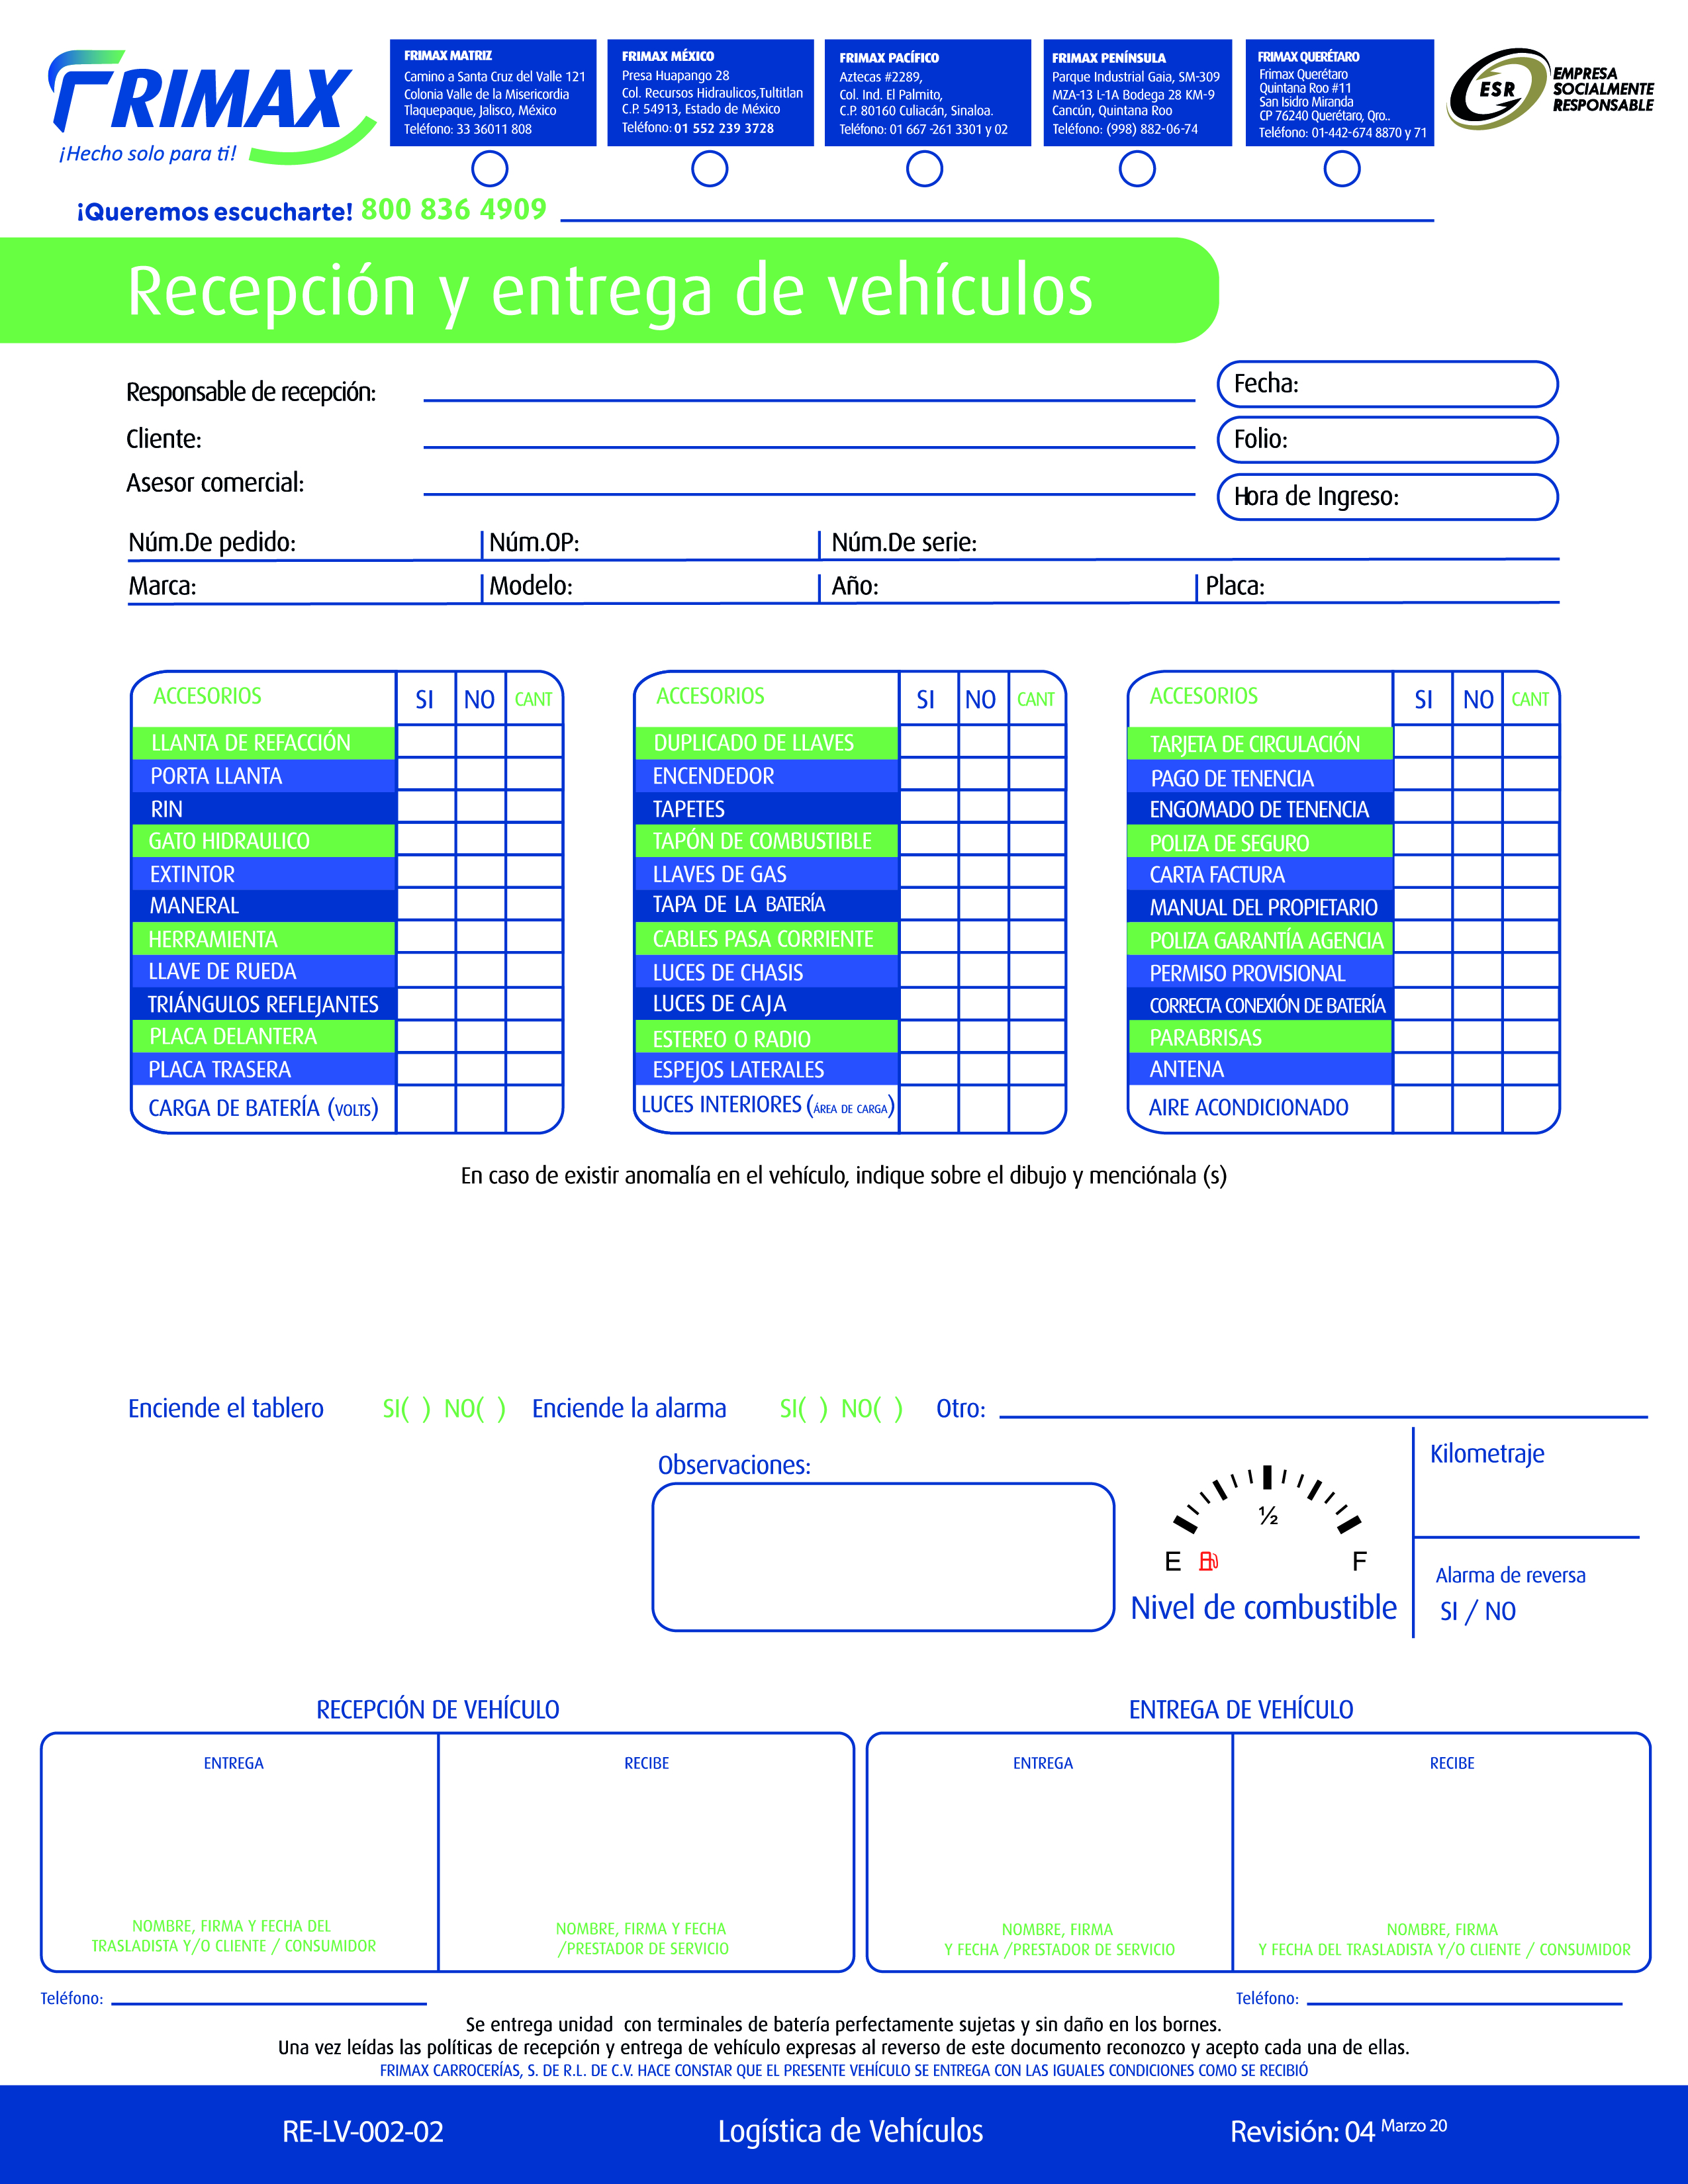 FRIMAX
¡Hecho solo para ti!
FRIMAX MATRIZ
Camino a Santa Cruz del Valle 121
Colonia Valle de la Misericordia
Tlaquepaque, Jalisco, México
Teléfono: 33 36011 808
FRIMAX MÉXICO
Presa Huapango 28
Col. Recursos Hidraulicos,Tultitlan
C.P. 54913, Estado de México
Teléfono: 01 552 239 3728
FRIMAX PACÍFICO
Aztecas #2289,
Col. Ind. El Palmito,
C.P. 80160 Culiacán, Sinaloa.
Teléfono: 01 667 -261 3301 y 02
FRIMAX PENÍNSULA
Parque Industrial Gaia, SM-309
MZA-13 L-1A Bodega 28 KM-9
Cancún, Quintana Roo
Teléfono: (998) 882-06-74
FRIMAX QUERÉTARO
Frimax Querétaro
Quintana Roo #11
San Isidro Miranda
CP 76240 Querétaro, Qro..
Teléfono: 01-442-674 8870 y 71
ESR
EMPRESA
SOCIALMENTE
RESPONSABLE
¡Queremos escucharte! 800 836 4909
Recepción y entrega de vehículos
Responsable de recepción:
Cliente:
Asesor comercial:
Fecha:
Folio:
Hora de Ingreso:
Núm.De pedido: Núm.OP: Núm.De serie:
Marca: Modelo: Año: Placa:
ACCESORIOS SI NO CANT
LLANTA DE REFACCIÓN
PORTA LLANTA
RIN
GATO HIDRAULICO
EXTINTOR
MANERAL
HERRAMIENTA
LLAVE DE RUEDA
TRIÁNGULOS REFLEJANTES
PLACA DELANTERA
PLACA TRASERA
CARGA DE BATERÍA (VOLTS)
ACCESORIOS SI NO CANT
DUPLICADO DE LLAVES
ENCENDEDOR
TAPETES
TAPÓN DE COMBUSTIBLE
LLAVES DE GAS
TAPA DE LA BATERÍA
CABLES PASA CORRIENTE
LUCES DE CHASIS
LUCES DE CAJA
ESTEREO O RADIO
ESPEJOS LATERALES
LUCES INTERIORES (ÁREA DE CARGA)
ACCESORIOS SI NO CANT
TARJETA DE CIRCULACIÓN
PAGO DE TENENCIA
ENGOMADO DE TENENCIA
POLIZA DE SEGURO
CARTA FACTURA
MANUAL DEL PROPIETARIO
POLIZA GARANTÍA AGENCIA
PERMISO PROVISIONAL
CORRECTA CONEXIÓN DE BATERÍA
PARABRISAS
ANTENA
AIRE ACONDICIONADO
En caso de existir anomalía en el vehículo, indique sobre el dibujo y menciónala (s)
Enciende el tablero SI( ) NO( ) Enciende la alarma SI( ) NO( ) Otro:
Observaciones:
½
E F
Nivel de combustible
Kilometraje
Alarma de reversa
SI / NO
RECEPCIÓN DE VEHÍCULO
ENTREGA
NOMBRE, FIRMA Y FECHA DEL
TRASLADISTA Y/O CLIENTE / CONSUMIDOR
RECIBE
NOMBRE, FIRMA Y FECHA
/PRESTADOR DE SERVICIO
ENTREGA DE VEHÍCULO
ENTREGA
NOMBRE, FIRMA
Y FECHA /PRESTADOR DE SERVICIO
RECIBE
NOMBRE, FIRMA
Y FECHA DEL TRASLADISTA Y/O CLIENTE / CONSUMIDOR
Teléfono: Teléfono:
Se entrega unidad con terminales de batería perfectamente sujetas y sin daño en los bornes.
Una vez leídas las políticas de recepción y entrega de vehículo expresas al reverso de este documento reconozco y acepto cada una de ellas.
FRIMAX CARROCERÍAS, S. DE R.L. DE C.V. HACE CONSTAR QUE EL PRESENTE VEHÍCULO SE ENTREGA CON LAS IGUALES CONDICIONES COMO SE RECIBIÓ
RE-LV-002-02 Logística de Vehículos Revisión: 04 Marzo 20